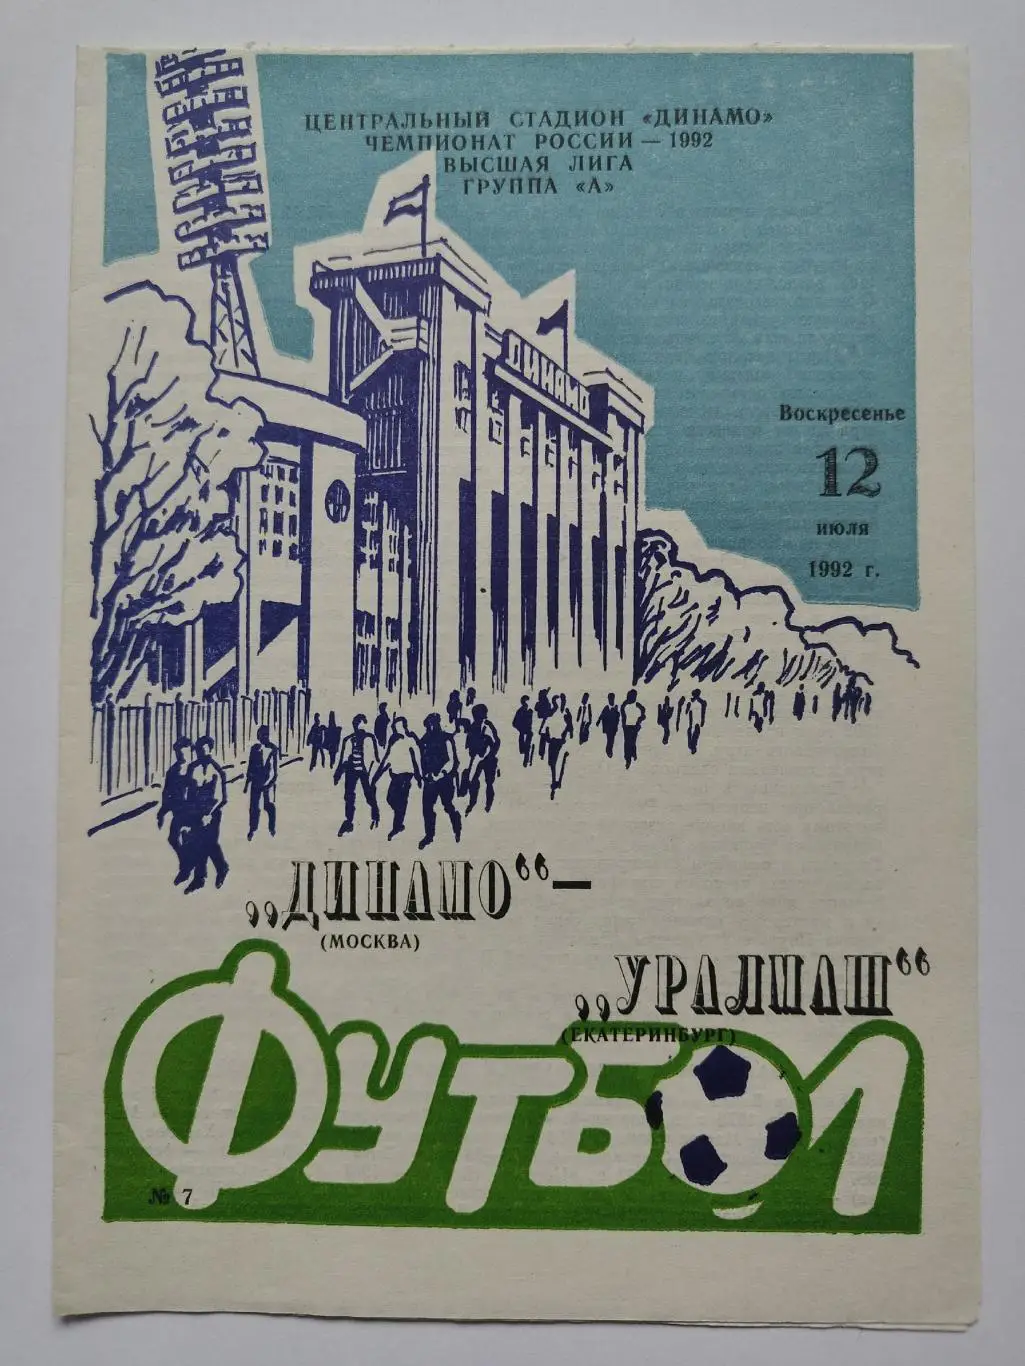 ЦЕНТРАЛЬНЫЙ СТАДИОН «ДИНАМО»
ЧЕМПИОНАТ РОССИИ — 1992
ВЫСШАЯ ЛИГА
ГРУППА «А»
ДИНАМО
Воскресенье
12
июля
1992 г.
„ДИНАМО“ —
(МОСКВА)
„УРАЛМАШ“
(ЕКАТЕРИНБУРГ)
ФУТБОЛ
№ 7